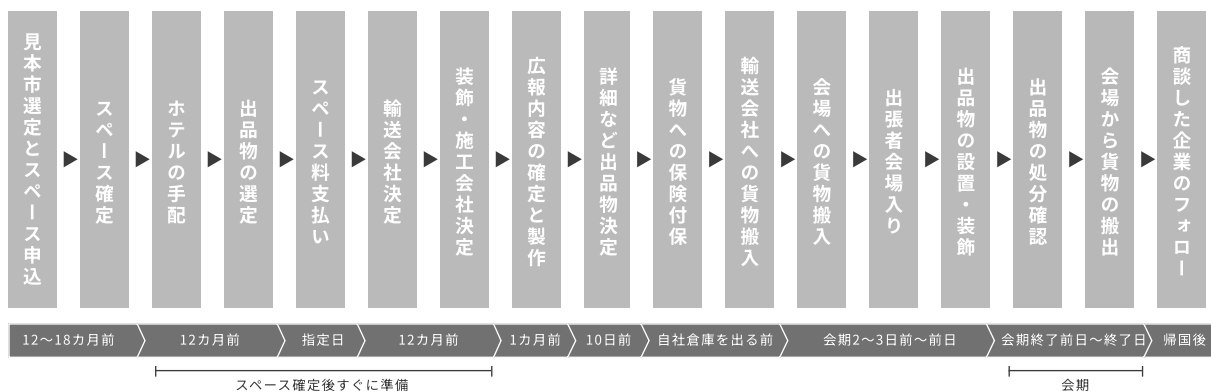 見本市選定とスペース申込
スペース確定
ホテルの手配
出品物の選定
スペース料支払い
輸送会社決定
装飾・施工会社決定
広報内容の確定と製作
詳細など出品物決定
貨物への保険付保
輸送会社への貨物搬入
会場への貨物搬入
出張者会場入り
出品物の設置・装飾
出品物の処分確認
会場から貨物の搬出
商談した企業のフォロー
12〜18カ月前
12カ月前
指定日
12カ月前
1カ月前
10日前
自社倉庫を出る前
会期2〜3日前〜前日
会期終了前日〜終了日
帰国後
スペース確定後すぐに準備
会期